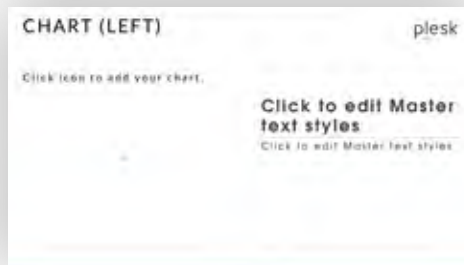 CHART (LEFT)
plesk
Click icon to add your chart.
Click to edit Master
text styles
Click to edit Master text styles